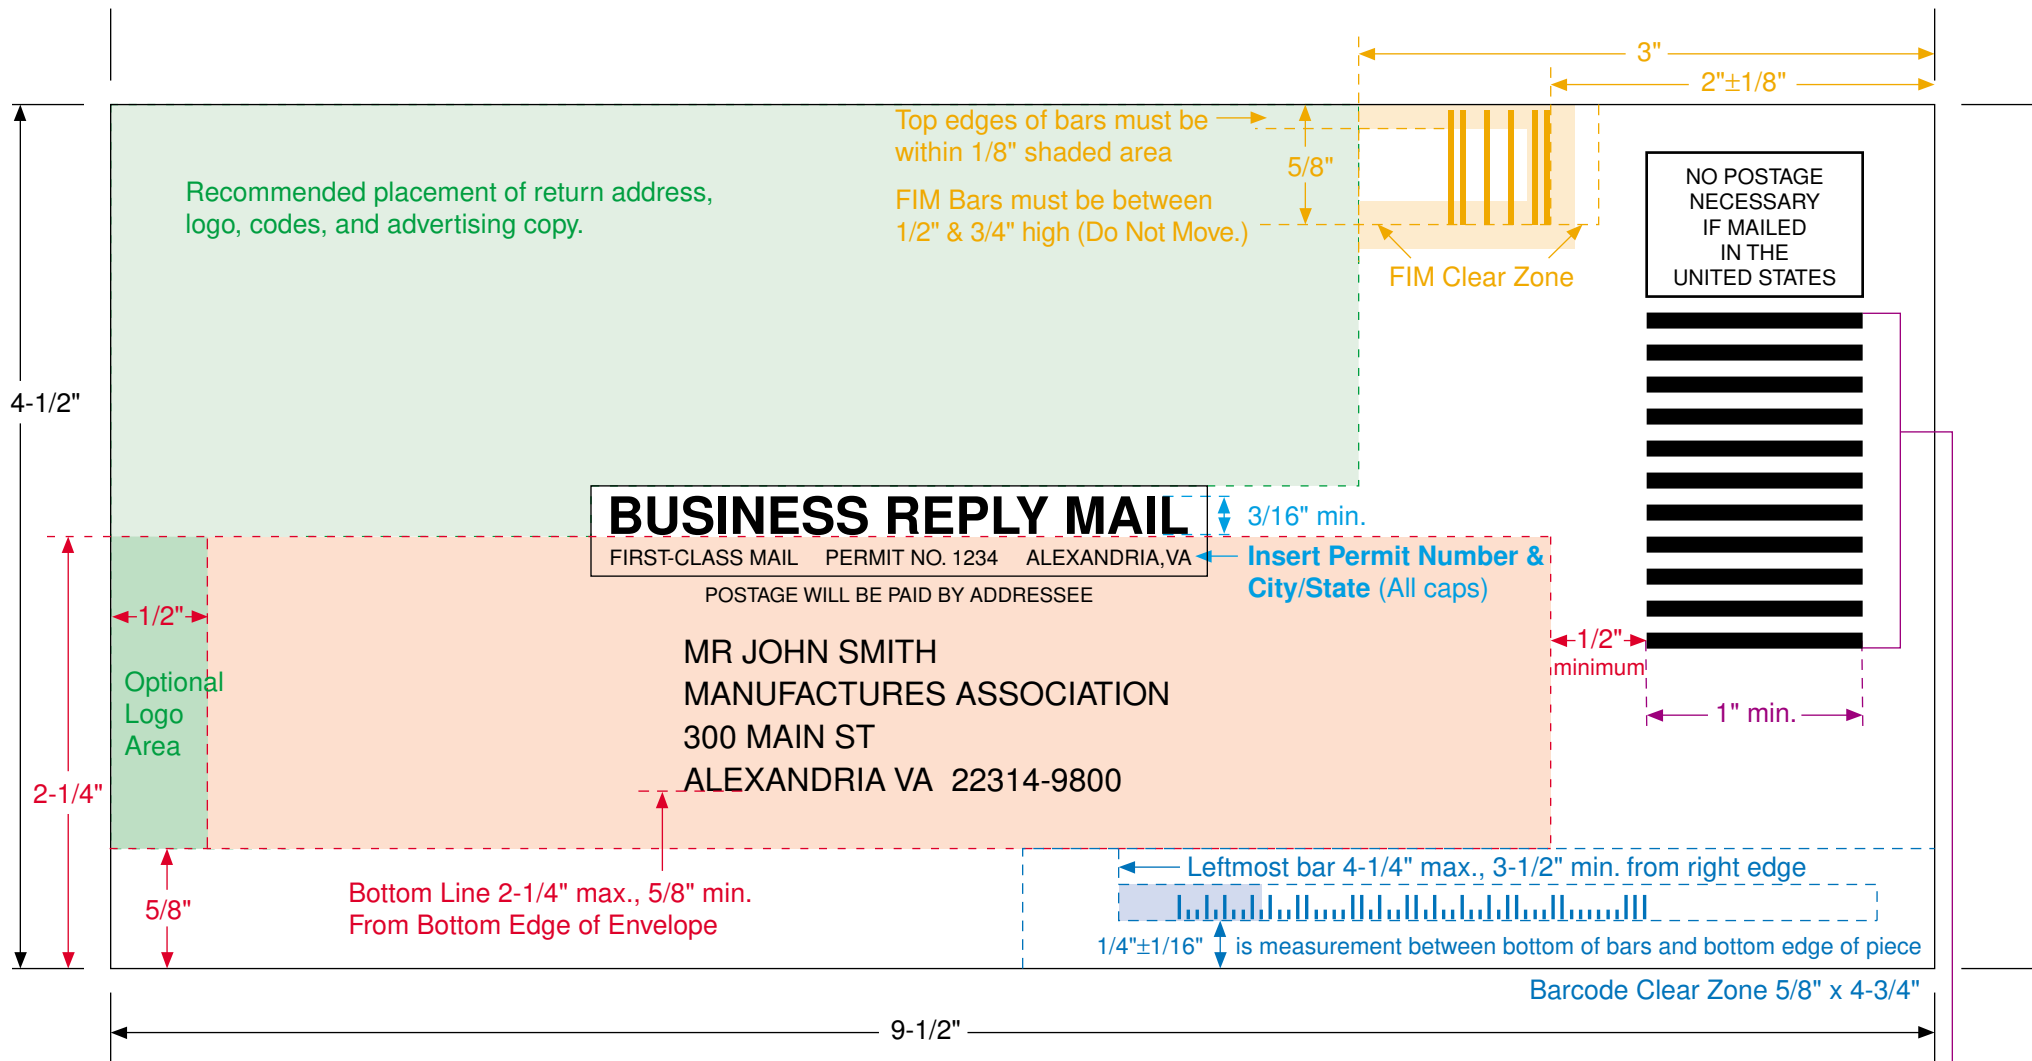 3"
2"±1/8"
Top edges of bars must be
within 1/8" shaded area
5/8"
FIM Bars must be between
1/2" & 3/4" high (Do Not Move.)
FIM Clear Zone
NO POSTAGE
NECESSARY
IF MAILED
IN THE
UNITED STATES
Recommended placement of return address,
logo, codes, and advertising copy.
4-1/2"
BUSINESS REPLY MAIL
3/16" min.
FIRST-CLASS MAIL PERMIT NO. 1234 ALEXANDRIA,VA
Insert Permit Number &
City/State (All caps)
POSTAGE WILL BE PAID BY ADDRESSEE
1/2"
1/2"
minimum
MR JOHN SMITH
MANUFACTURES ASSOCIATION
300 MAIN ST
ALEXANDRIA VA 22314-9800
Optional
Logo
Area
1" min.
2-1/4"
5/8"
Bottom Line 2-1/4" max., 5/8" min.
From Bottom Edge of Envelope
Leftmost bar 4-1/4" max., 3-1/2" min. from right edge
1/4"±1/16" is measurement between bottom of bars and bottom edge of piece
Barcode Clear Zone 5/8" x 4-3/4"
9-1/2"